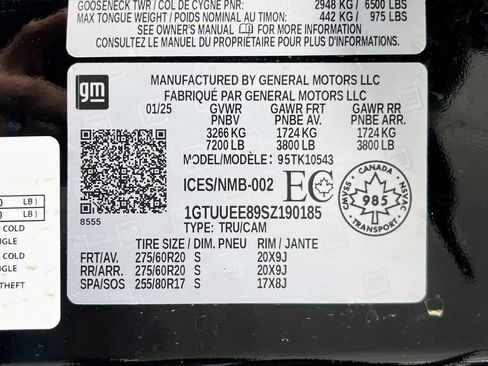 GOOSENECK TWR / COL DE CYGNE PNR: 2948 KG / 6500 LBS
MAX TONGUE WEIGHT / POIDS NOMINAL AU TIMON: 442 KG / 975 LBS
SEE OWNER'S MANUAL FOR MORE INFORMATION
CONSULTEZ LE MANUEL DU PROPRIÉTAIRE POUR PLUS D'INFORMATIONS
gm
MANUFACTURED BY GENERAL MOTORS LLC
FABRIQUÉ PAR GENERAL MOTORS LLC
01/25 GVWR GAWR FRT GAWR RR
PNBV PNBE AV. PNBE ARR.
3266 KG 1724 KG 1724 KG
7200 LB 3800 LB 3800 LB
MODEL/MODÈLE: 95TK10543
ICES/NMB-002 EC
CANADA
CMVSS NSVAC
985
TRANSPORT
8555
1GTUUEE89SZ190185
TYPE: TRU/CAM
TIRE SIZE / DIM. PNEU RIM / JANTE
FRT/AV. 275/60R20 S 20X9J
RR/ARR. 275/60R20 S 20X9J
SPA/SOS 255/80R17 S 17X8J
LB)
LB)
COLD
NGLE
COLD
NGLE
THEFT